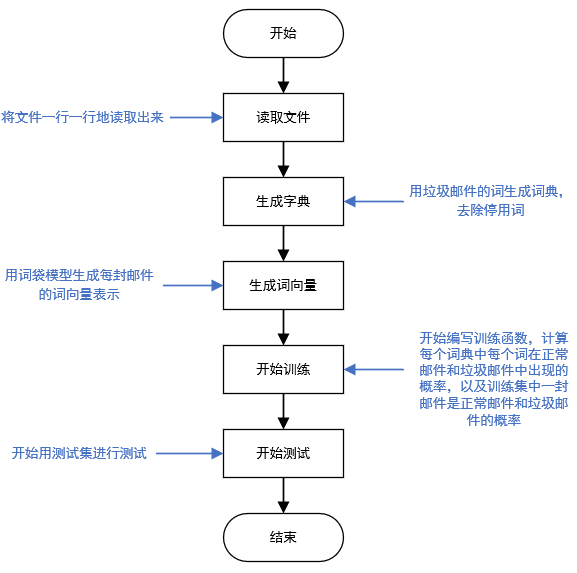 开始
将文件一行一行地读取出来
读取文件
生成字典
用垃圾邮件的词生成词典，
去除停用词
用词袋模型生成每封邮件
的词向量表示
生成词向量
开始训练
开始编写训练函数，计算
每个词典中每个词在正常
邮件和垃圾邮件中出现的
概率，以及训练集中一封
邮件是正常邮件和垃圾邮
件的概率
开始用测试集进行测试
开始测试
结束